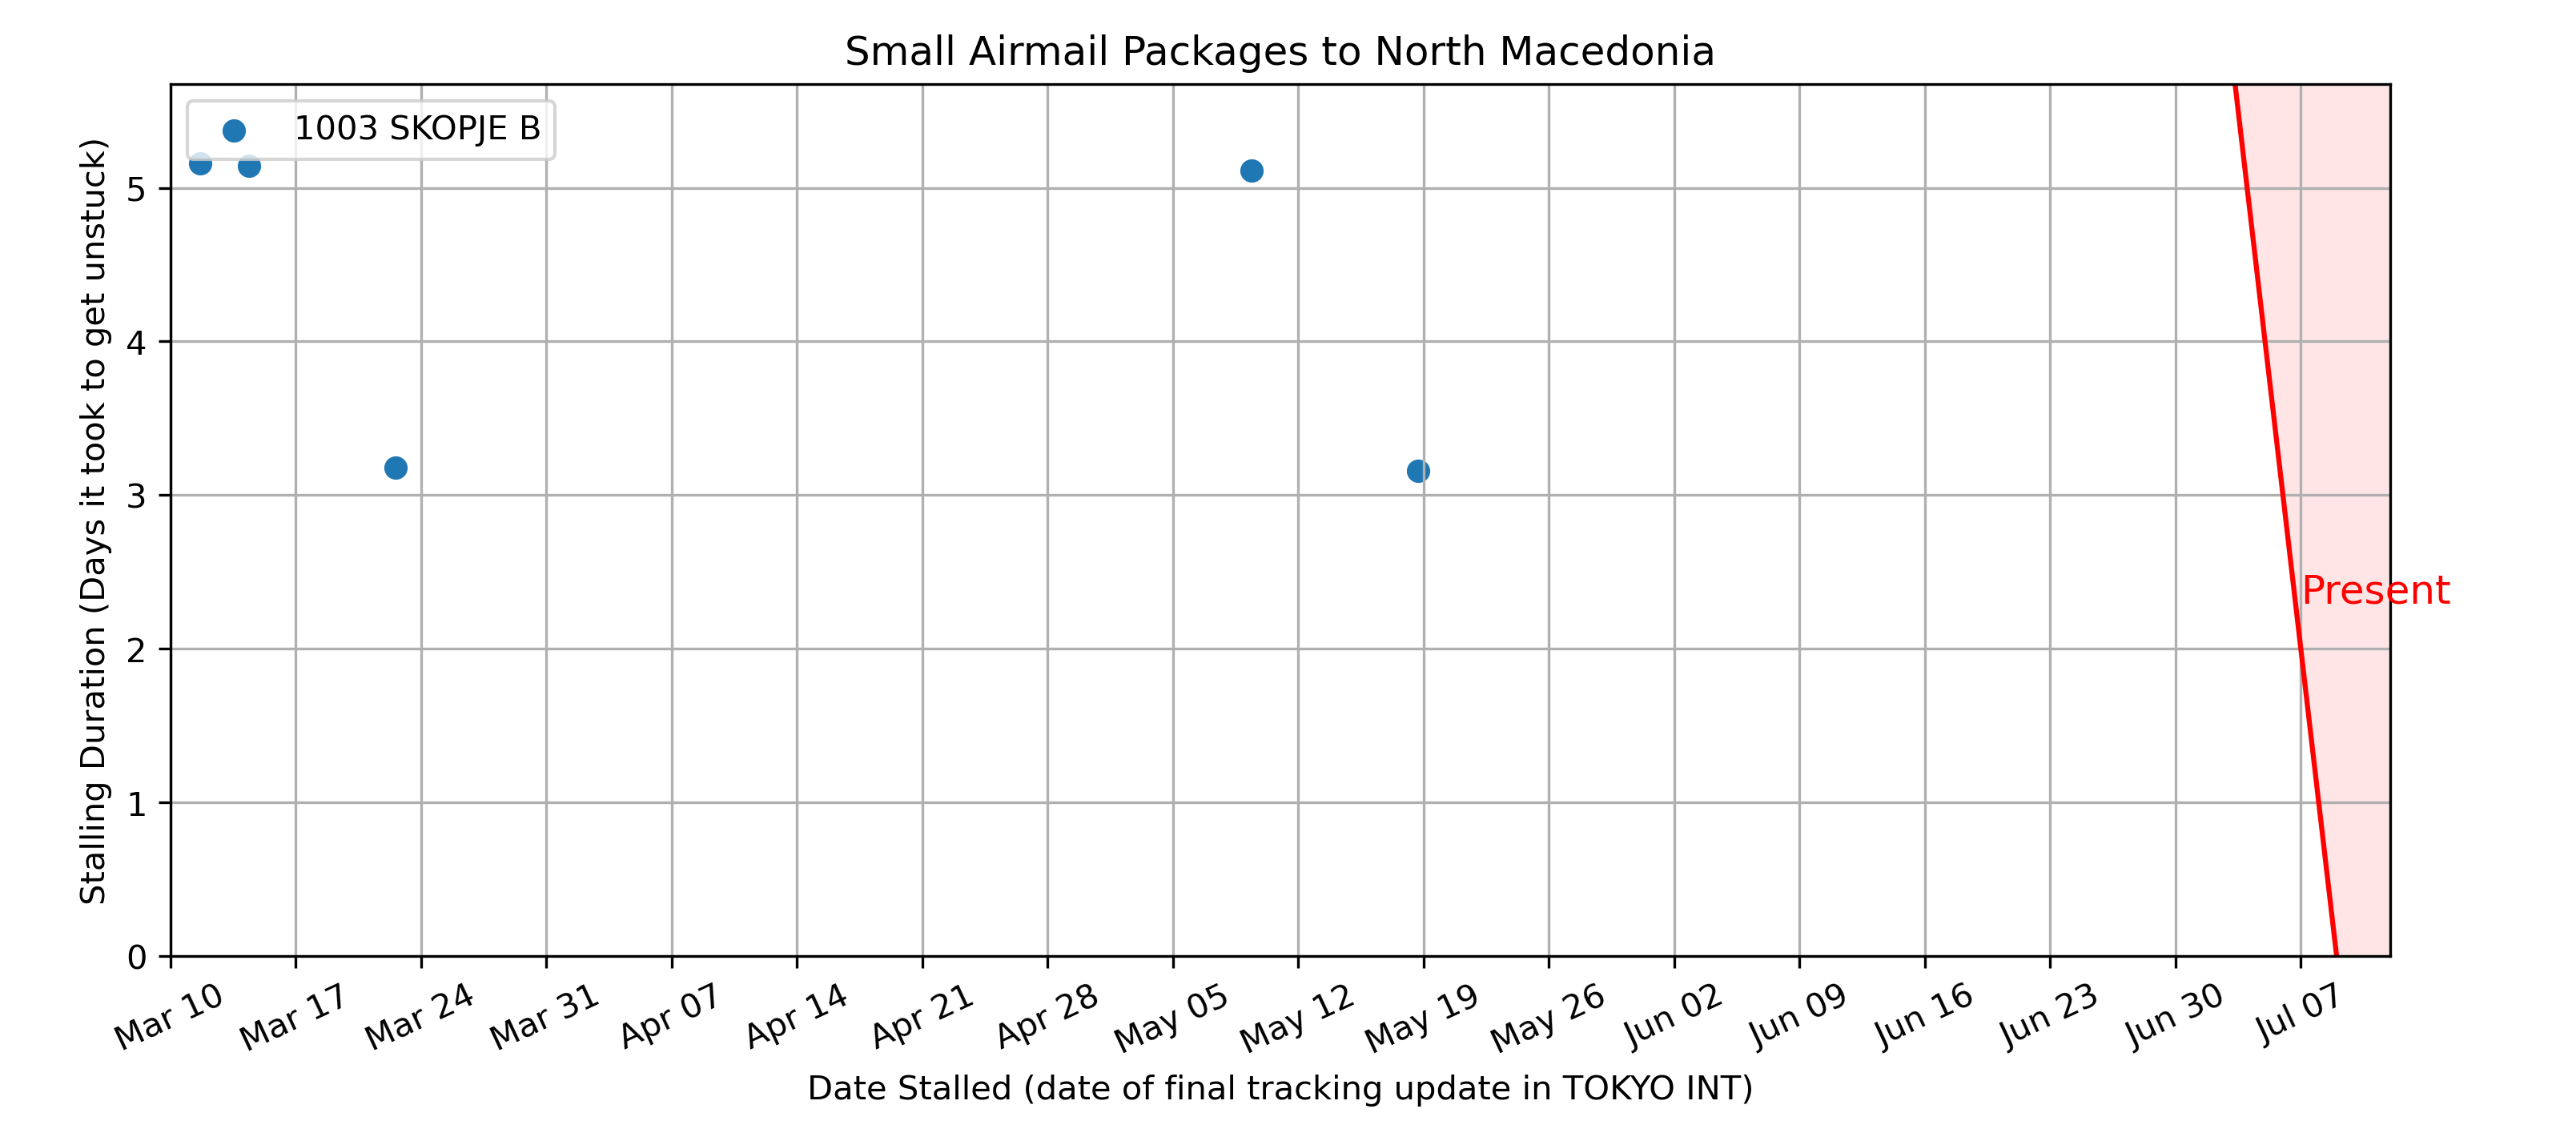 Small Airmail Packages to North Macedonia
1003 SKOPJE B
Stalling Duration (Days it took to get unstuck)
5
4
3
2
1
0
Present
Mar 10
Mar 17
Mar 24
Mar 31
Apr 07
Apr 14
Apr 21
Apr 28
May 05
May 12
May 19
May 26
Jun 02
Jun 09
Jun 16
Jun 23
Jun 30
Jul 07
Date Stalled (date of final tracking update in TOKYO INT)